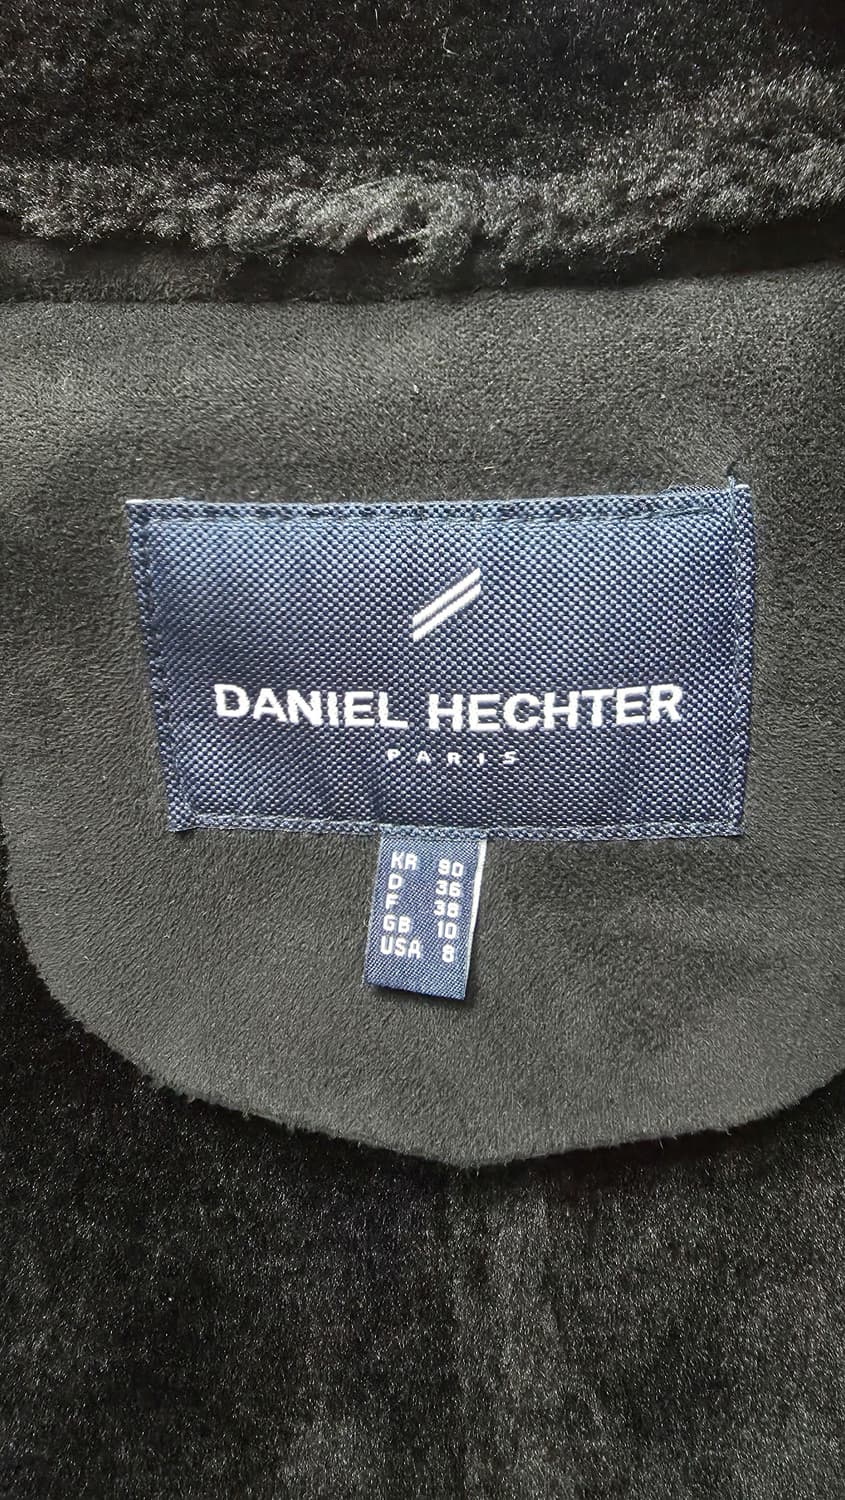 DANIEL HECHTER
PARIS
KR 90
D 36
F 38
GB 10
USA 8